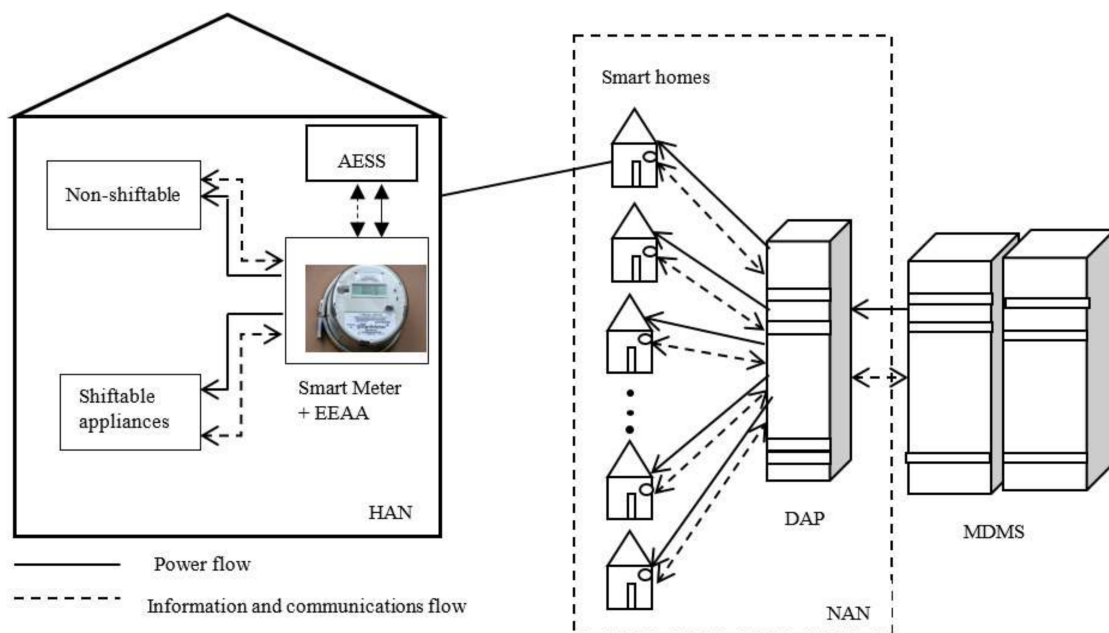 Smart homes
AESS
Non-shiftable
Shiftable
appliances
Smart Meter
+ EEAA
HAN
DAP
MDMS
NAN
Power flow
Information and communications flow